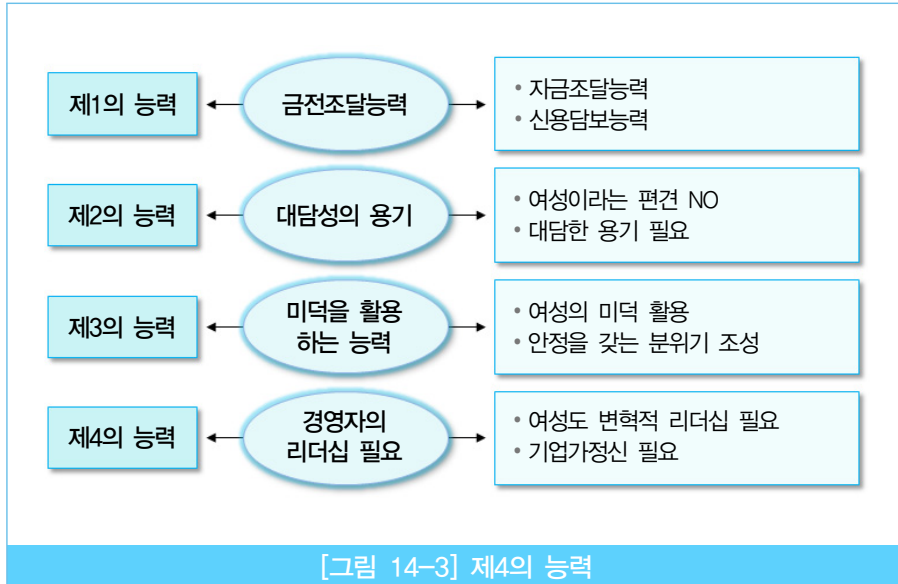 제1의 능력
금전조달능력
• 자금조달능력
• 신용담보능력
제2의 능력
대담성의 용기
• 여성이라는 편견 NO
• 대담한 용기 필요
제3의 능력
미덕을 활용
하는 능력
• 여성의 미덕 활용
• 안정을 갖는 분위기 조성
제4의 능력
경영자의
리더십 필요
• 여성도 변혁적 리더십 필요
• 기업가정신 필요
[그림 14-3] 제4의 능력